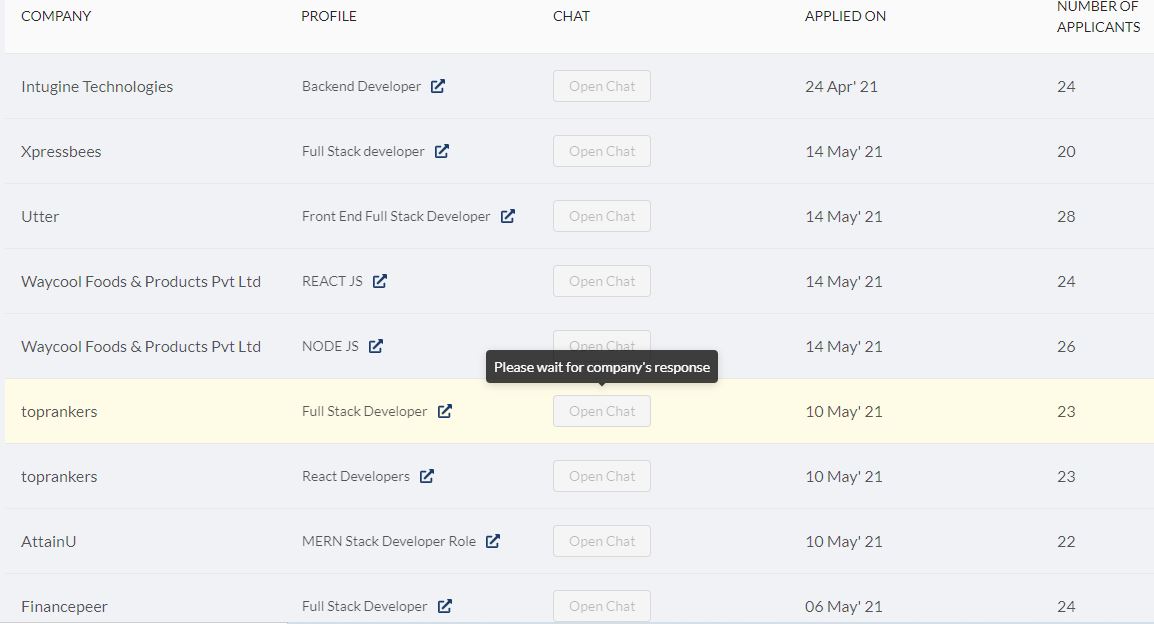 COMPANY PROFILE CHAT APPLIED ON NUMBER OF
APPLICANTS
Intugine Technologies Backend Developer Open Chat 24 Apr' 21 24
Xpressbees Full Stack developer Open Chat 14 May' 21 20
Utter Front End Full Stack Developer Open Chat 14 May' 21 28
Waycool Foods & Products Pvt Ltd REACT JS Open Chat 14 May' 21 24
Waycool Foods & Products Pvt Ltd NODE JS Open Chat 14 May' 21 26
Please wait for company's response
toprankers Full Stack Developer Open Chat 10 May' 21 23
toprankers React Developers Open Chat 10 May' 21 23
AttainU MERN Stack Developer Role Open Chat 10 May' 21 22
Financepeer Full Stack Developer Open Chat 06 May' 21 24